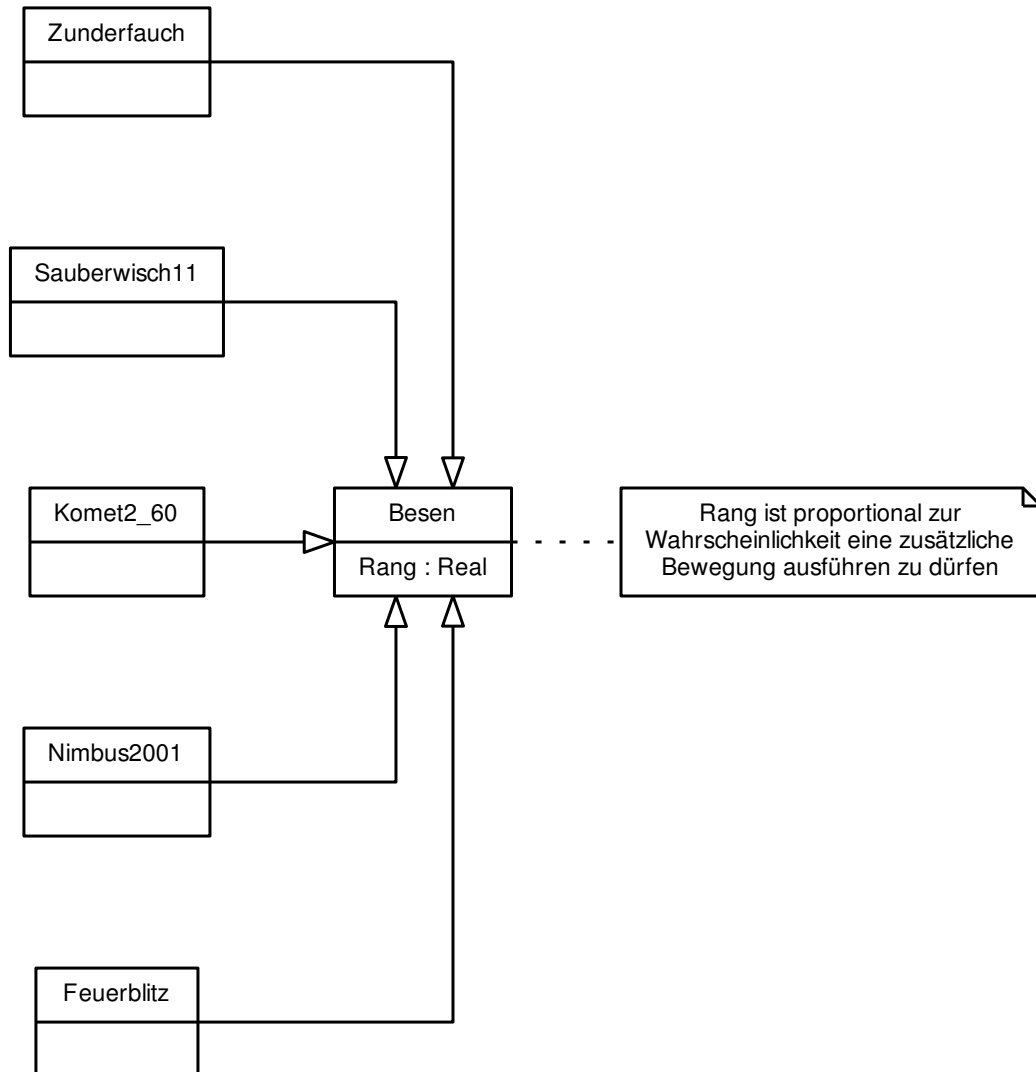 Zunderfauch
Sauberwisch11
Komet2_60
Besen
Rang : Real
Rang ist proportional zur
Wahrscheinlichkeit eine zusätzliche
Bewegung ausführen zu dürfen
Nimbus2001
Feuerblitz